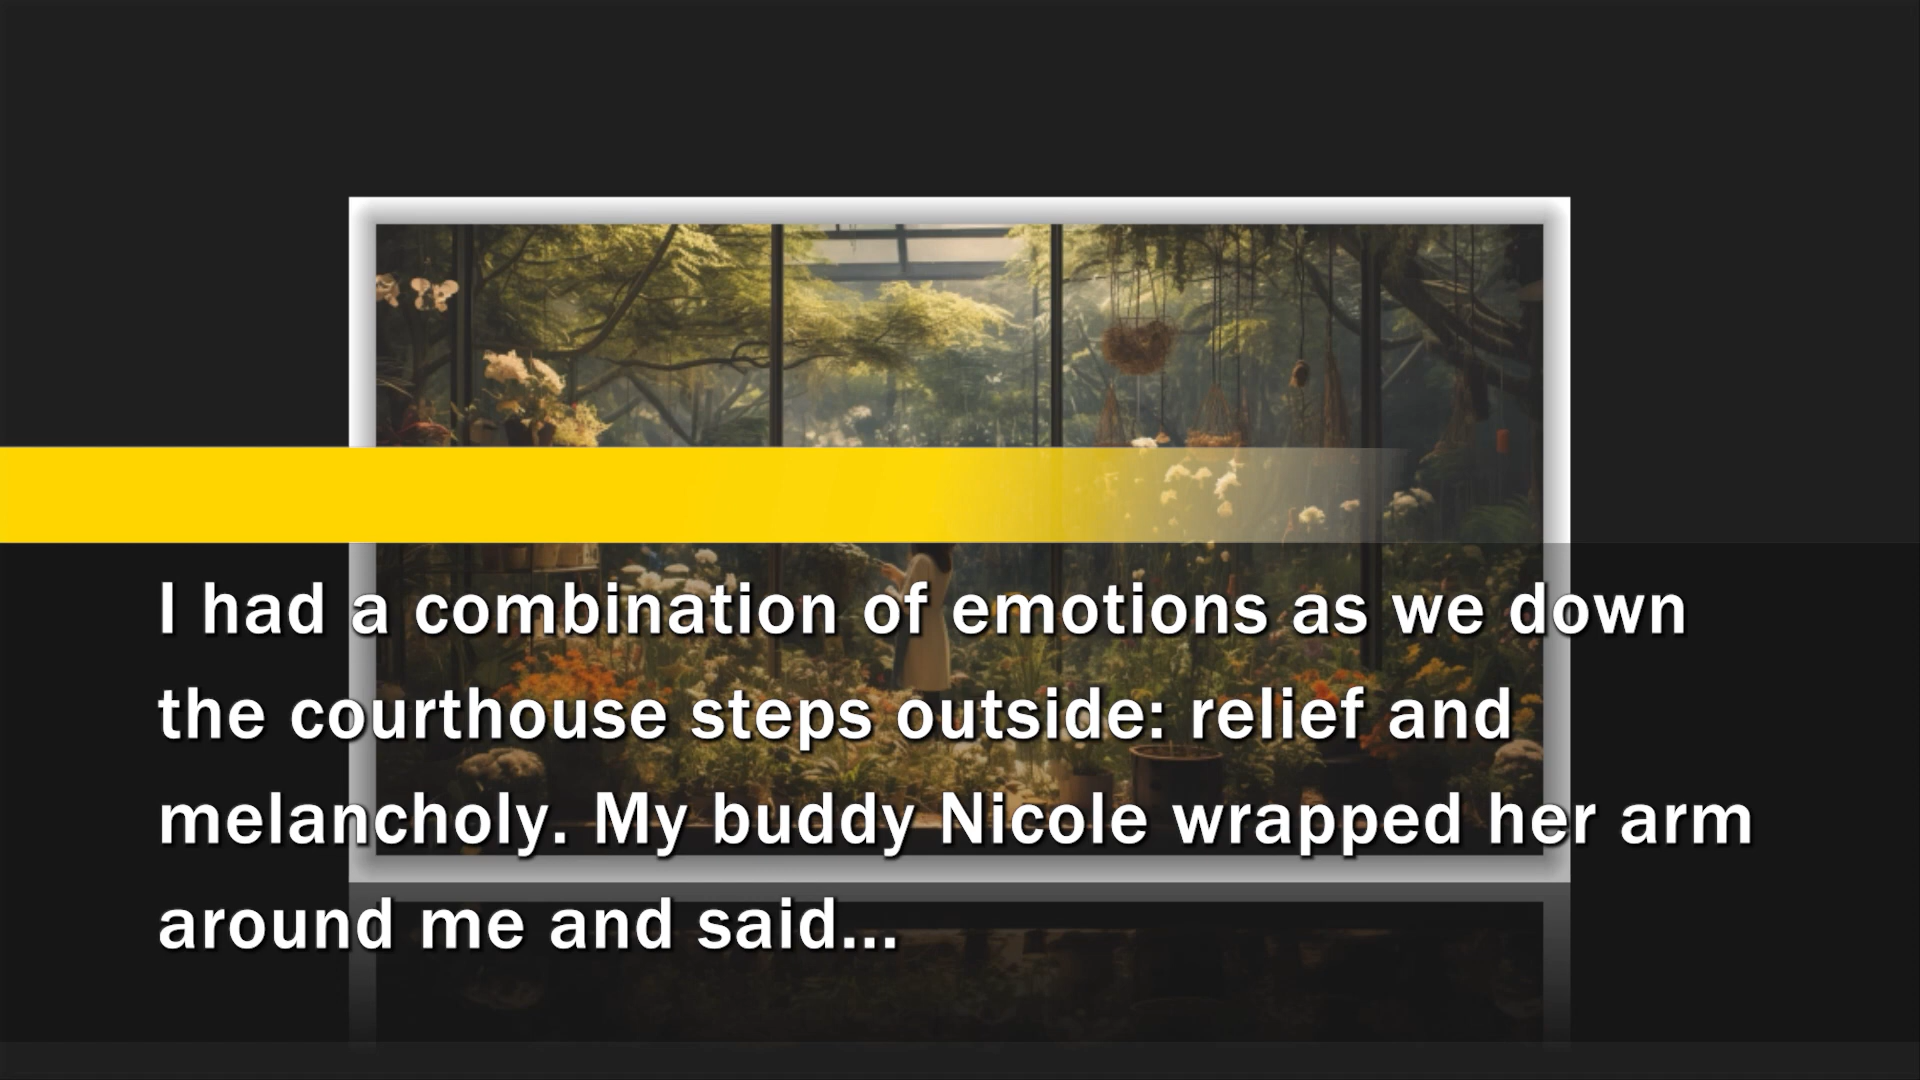 I had a combination of emotions as we down
the courthouse steps outside: relief and
melancholy. My buddy Nicole wrapped her arm
around me and said...